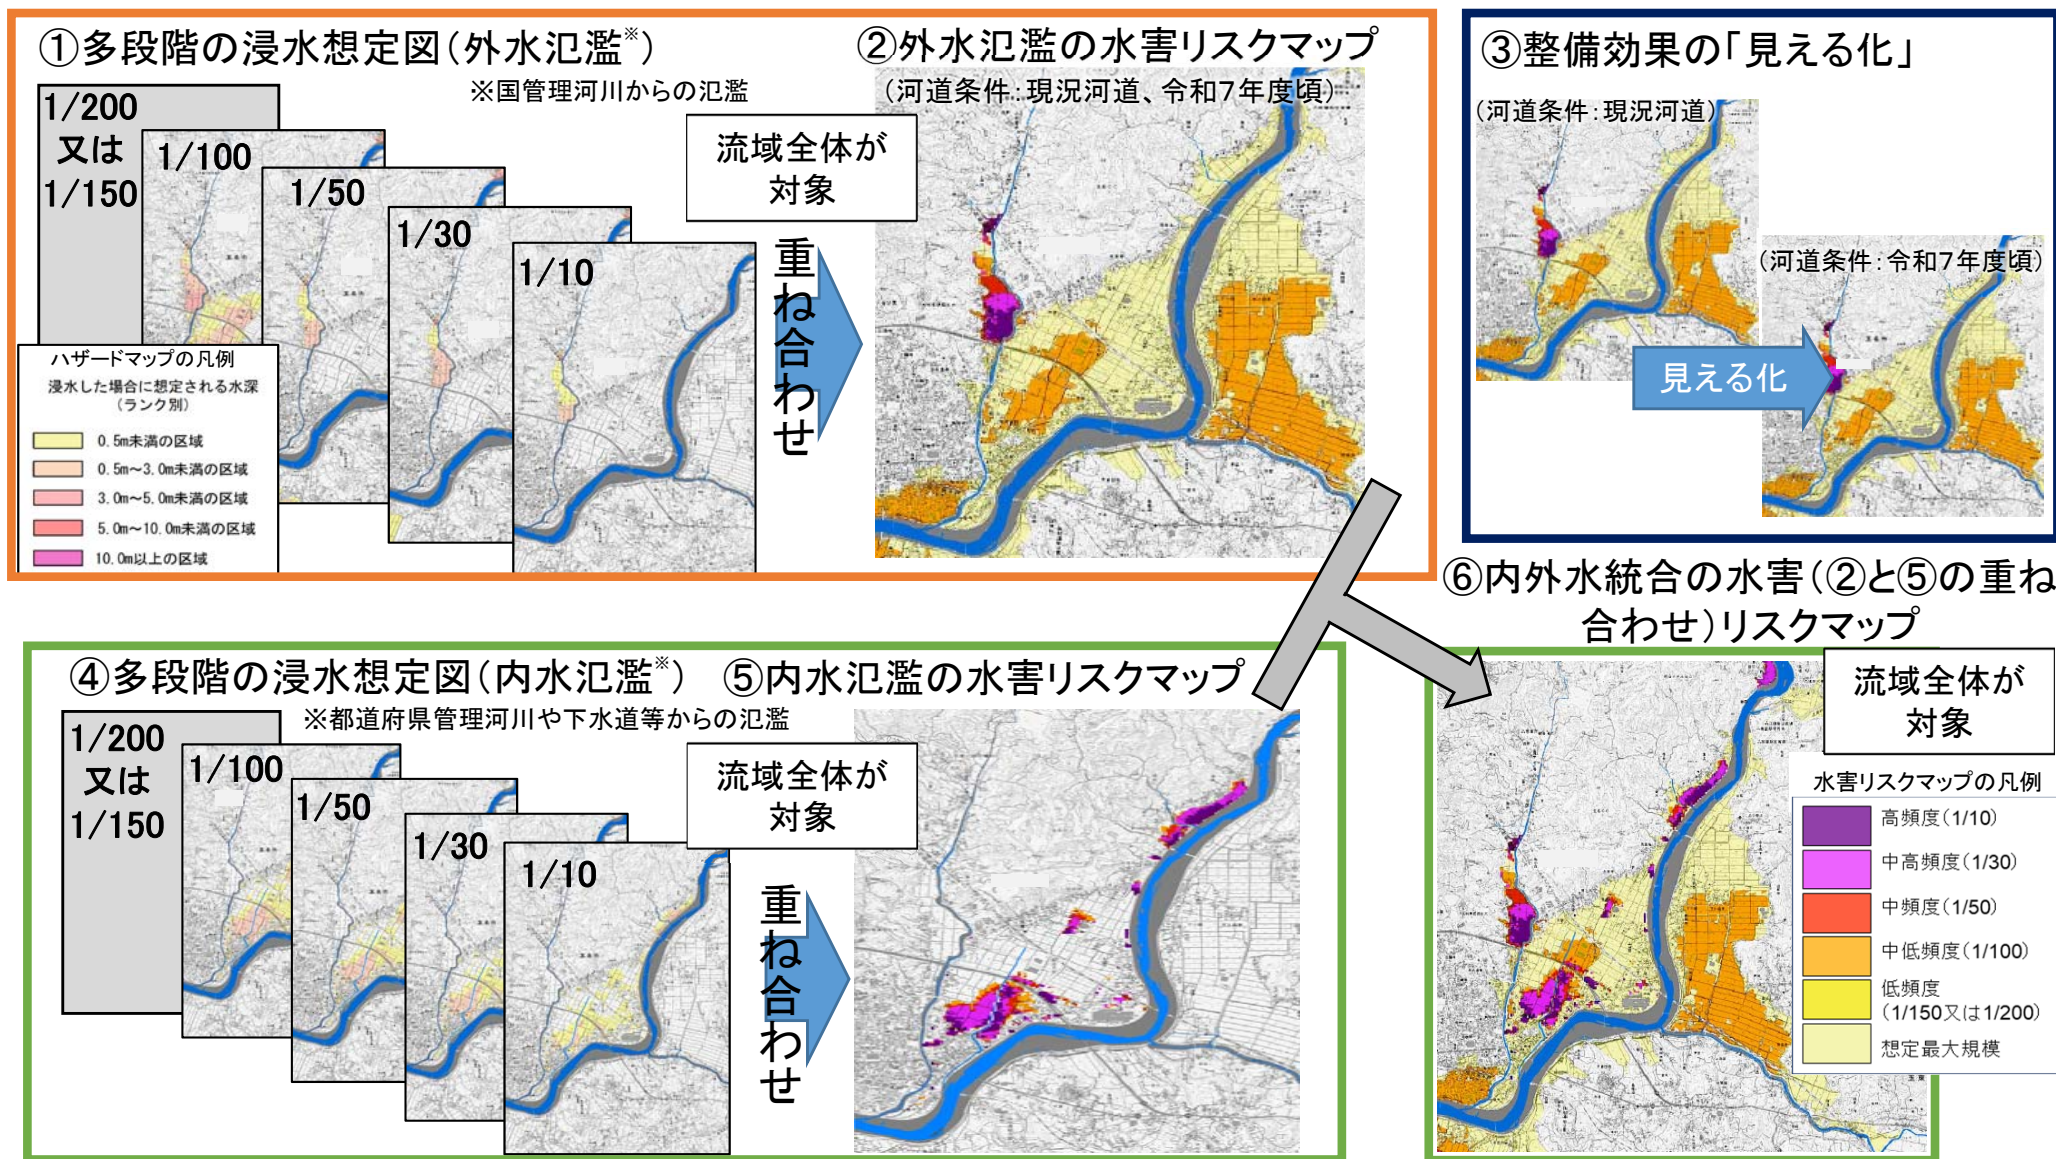 ①多段階の浸水想定図(外水氾濫※)
※国管理河川からの氾濫
1/200
又は
1/150
1/100
1/50
1/30
1/10
ハザードマップの凡例
浸水した場合に想定される水深
(ランク別)
0.5m未満の区域
0.5m~3.0m未満の区域
3.0m~5.0m未満の区域
5.0m~10.0m未満の区域
10.0m以上の区域
流域全体が
対象
重ね合わせ
②外水氾濫の水害リスクマップ
(河道条件:現況河道、令和7年度頃)
③整備効果の「見える化」
(河道条件:現況河道)
見える化
(河道条件:令和7年度頃)
④多段階の浸水想定図(内水氾濫※)
※都道府県管理河川や下水道等からの氾濫
1/200
又は
1/150
1/100
1/50
1/30
1/10
流域全体が
対象
重ね合わせ
⑤内水氾濫の水害リスクマップ
⑥内外水統合の水害(②と⑤の重ね
合わせ)リスクマップ
流域全体が
対象
水害リスクマップの凡例
高頻度(1/10)
中高頻度(1/30)
中頻度(1/50)
中低頻度(1/100)
低頻度
(1/150又は1/200)
想定最大規模